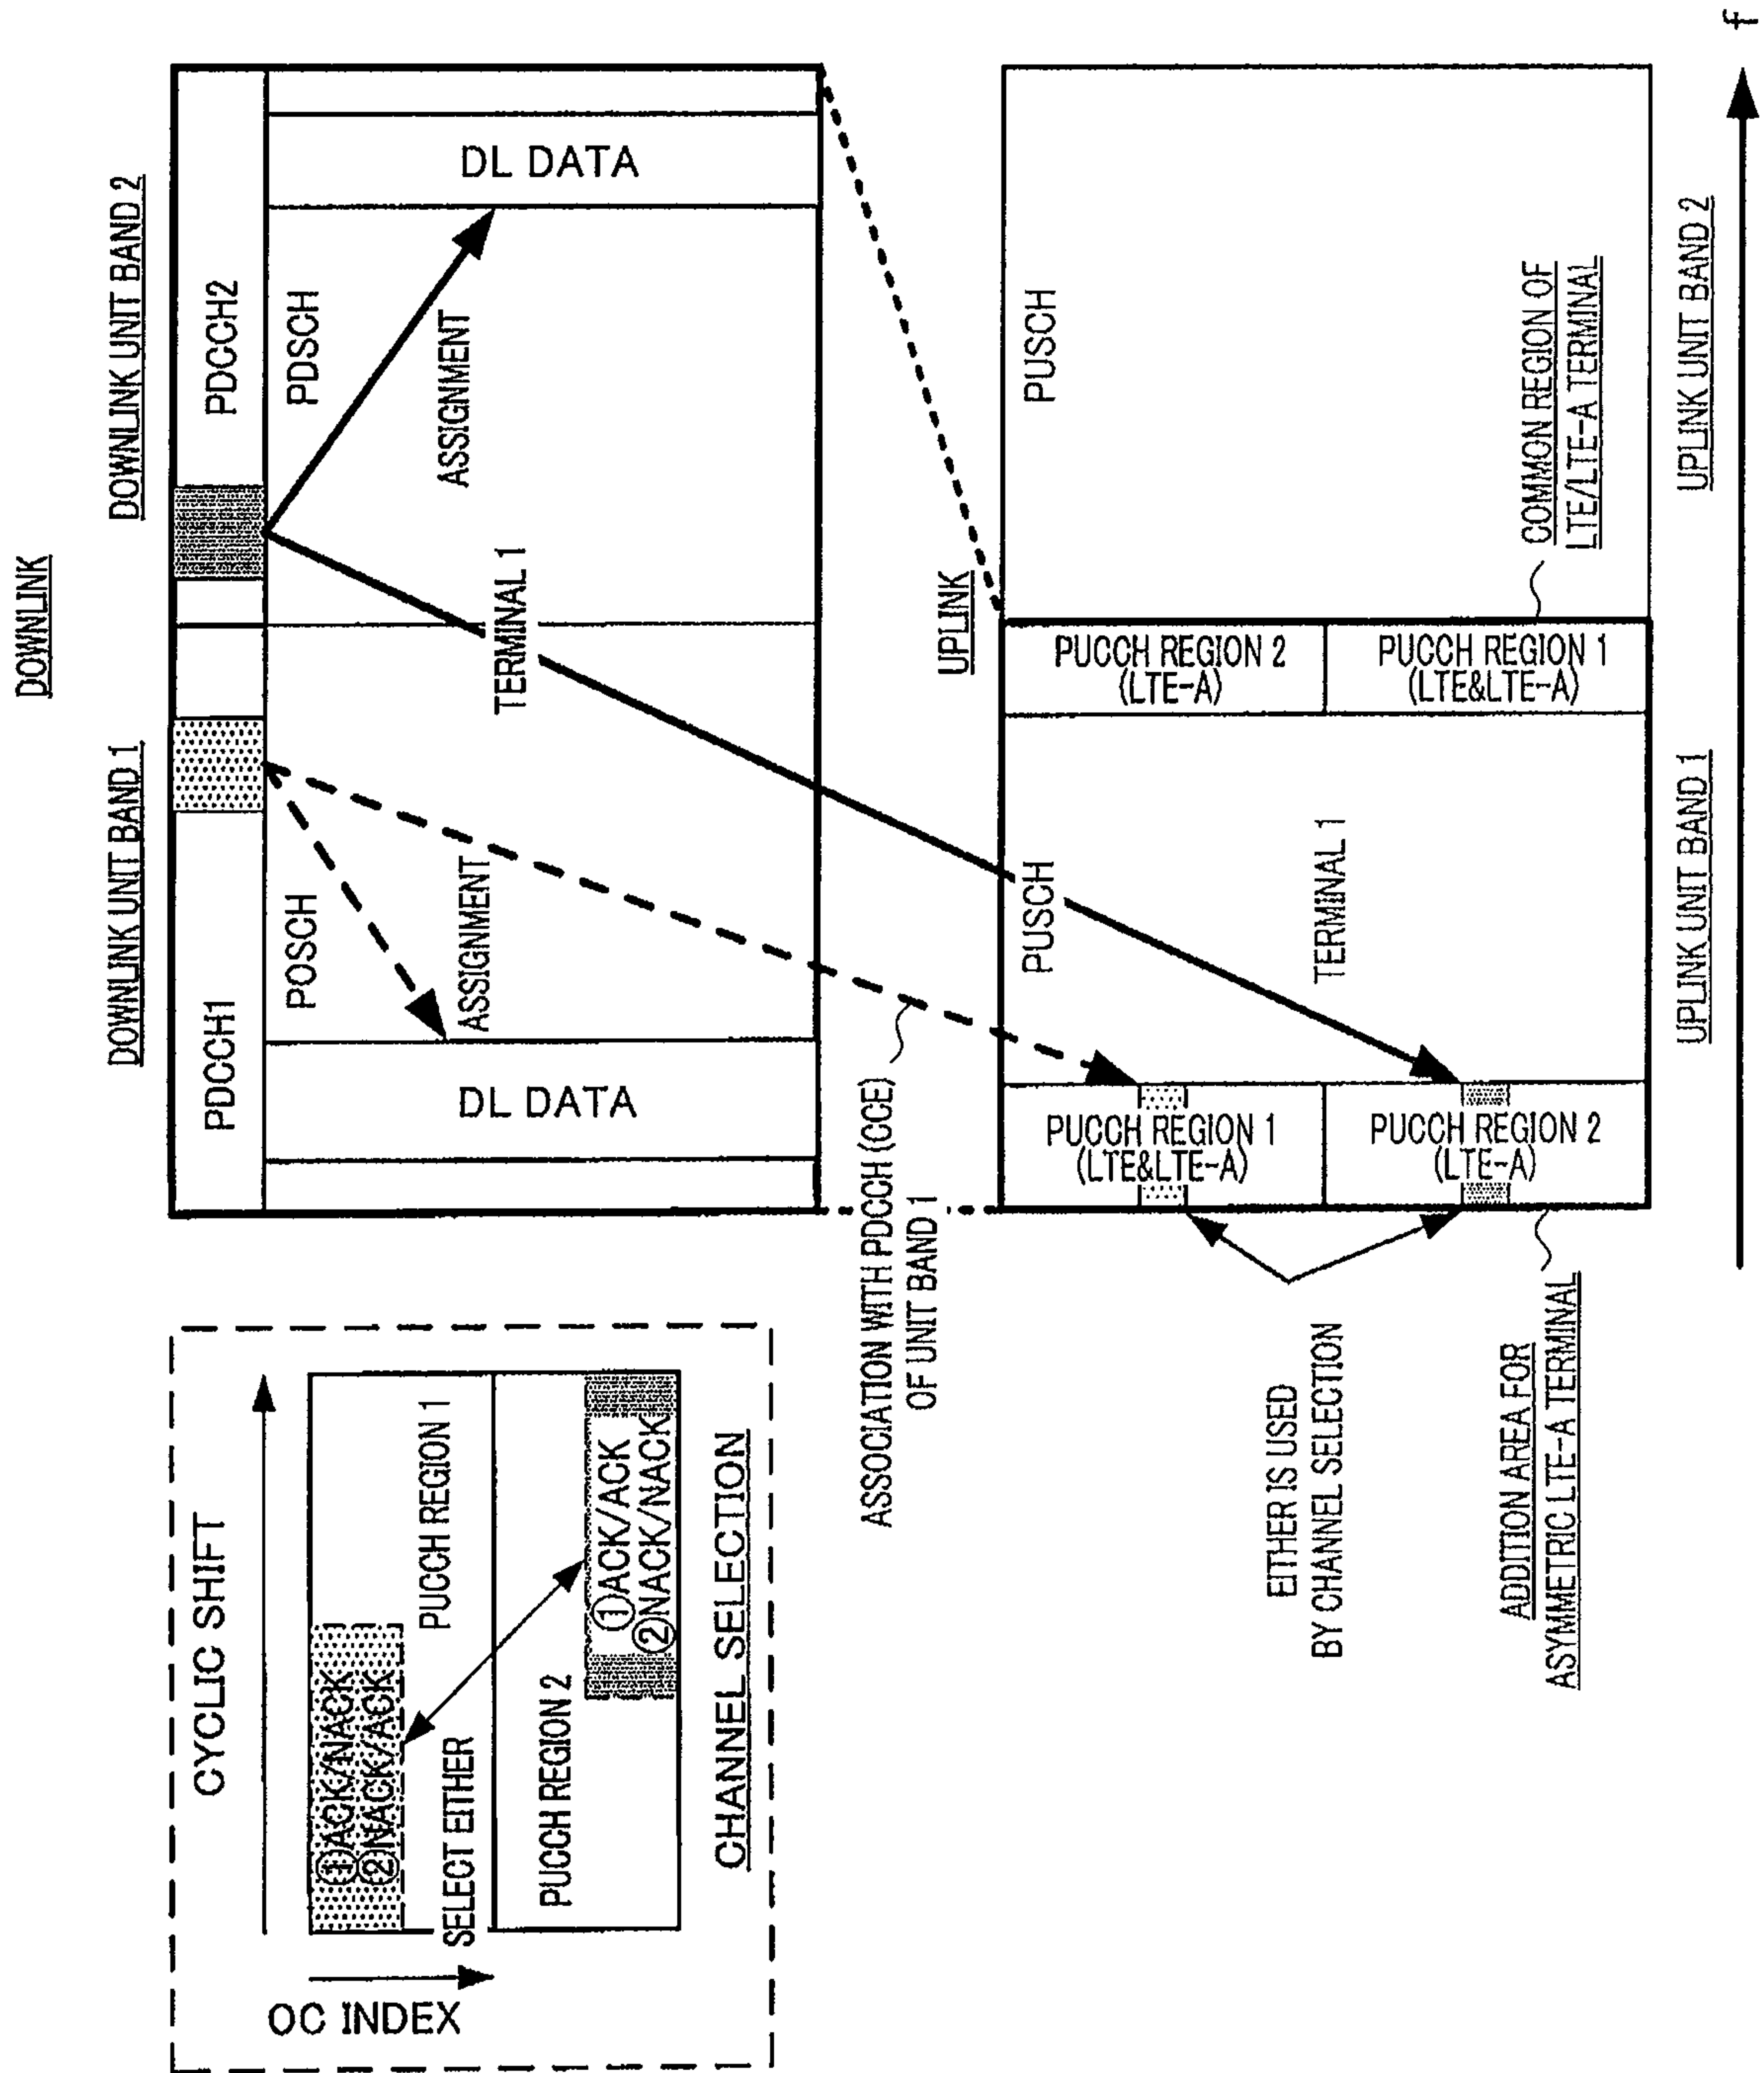 DOWNLINK
DOWNLINK UNIT BAND 1
DOWNLINK UNIT BAND 2
PDCCH1
PDCCH2
POSCH
PDSCH
ASSIGNMENT
ASSIGNMENT
DL DATA
DL DATA
TERMINAL 1
CYCLIC SHIFT
OC INDEX
①ACK/NACK
②NACK/ACK
PUCCH REGION 1
SELECT EITHER
PUCCH REGION 2
①ACK/ACK
②NACK/NACK
CHANNEL SELECTION
ASSOCIATION WITH PDCCH (CCE)
OF UNIT BAND 1
UPLINK
PUCCH REGION 1
(LTE&LTE-A)
PUSCH
PUCCH REGION 2
(LTE-A)
PUSCH
PUCCH REGION 2
(LTE-A)
TERMINAL 1
PUCCH REGION 1
(LTE&LTE-A)
EITHER IS USED
BY CHANNEL SELECTION
COMMON REGION OF
LTE/LTE-A TERMINAL
ADDITION AREA FOR
ASYMMETRIC LTE-A TERMINAL
UPLINK UNIT BAND 1
UPLINK UNIT BAND 2
f